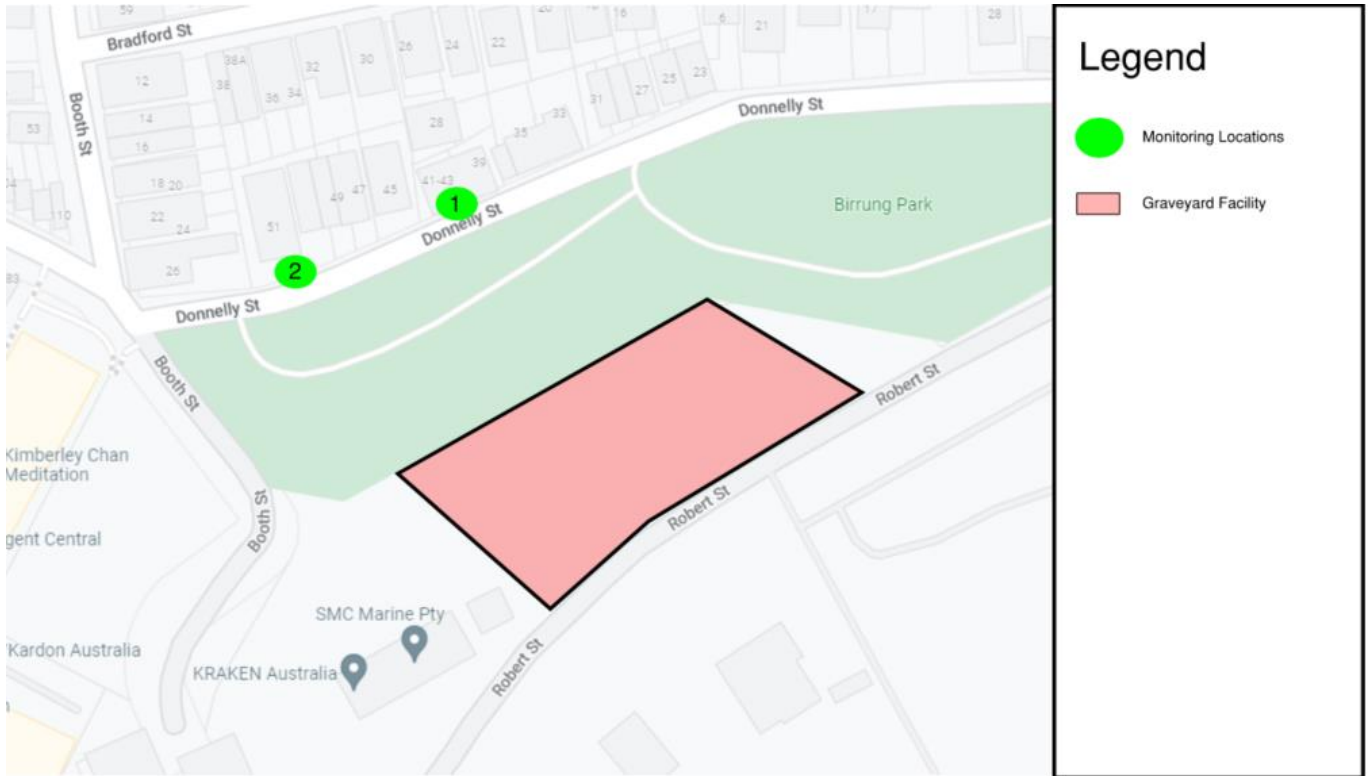 59
Bradford St
20
16
6
21
17
28
38A
32
30
26
24
22
12
38
36
34
Booth St
14
53
16
28
31
27
25
23
33
35
Donnelly St
18 20
39
41-43
45
47
49
110
22
24
51
1
Donnelly St
Birrung Park
26
2
Donnelly St
83
Booth St
Robert St
Kimberley Chan
Meditation
Booth St
Robert St
gent Central
SMC Marine Pty
KRAKEN Australia
Kardon Australia
Robert St
Legend
Monitoring Locations
Graveyard Facility